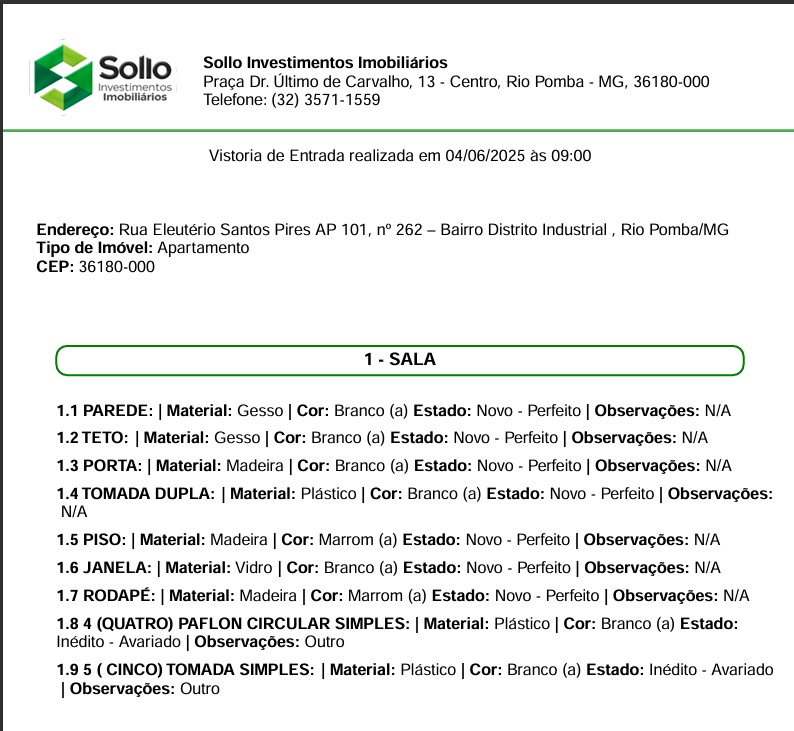 Sollo
Investimentos
Imobiliários
Sollo Investimentos Imobiliários
Praça Dr. Último de Carvalho, 13 - Centro, Rio Pomba - MG, 36180-000
Telefone: (32) 3571-1559
Vistoria de Entrada realizada em 04/06/2025 às 09:00
Endereço: Rua Eleutério Santos Pires AP 101, nº 262 – Bairro Distrito Industrial , Rio Pomba/MG
Tipo de Imóvel: Apartamento
CEP: 36180-000
1 - SALA
1.1 PAREDE: | Material: Gesso | Cor: Branco (a) Estado: Novo - Perfeito | Observações: N/A
1.2 TETO: | Material: Gesso | Cor: Branco (a) Estado: Novo - Perfeito | Observações: N/A
1.3 PORTA: | Material: Madeira | Cor: Branco (a) Estado: Novo - Perfeito | Observações: N/A
1.4 TOMADA DUPLA: | Material: Plástico | Cor: Branco (a) Estado: Novo - Perfeito | Observações:
N/A
1.5 PISO: | Material: Madeira | Cor: Marrom (a) Estado: Novo - Perfeito | Observações: N/A
1.6 JANELA: | Material: Vidro | Cor: Branco (a) Estado: Novo - Perfeito | Observações: N/A
1.7 RODAPÉ: | Material: Madeira | Cor: Marrom (a) Estado: Novo - Perfeito | Observações: N/A
1.8 4 (QUATRO) PAFLON CIRCULAR SIMPLES: | Material: Plástico | Cor: Branco (a) Estado:
Inédito - Avariado | Observações: Outro
1.9 5 ( CINCO) TOMADA SIMPLES: | Material: Plástico | Cor: Branco (a) Estado: Inédito - Avariado
| Observações: Outro